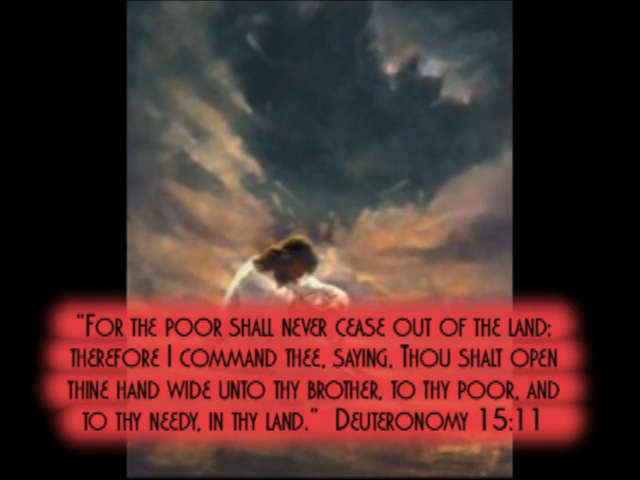 "For the poor shall never cease out of the land:
therefore I command thee, saying, Thou shalt open
thine hand wide unto thy brother, to thy poor, and
to thy needy, in thy land."  Deuteronomy 15:11